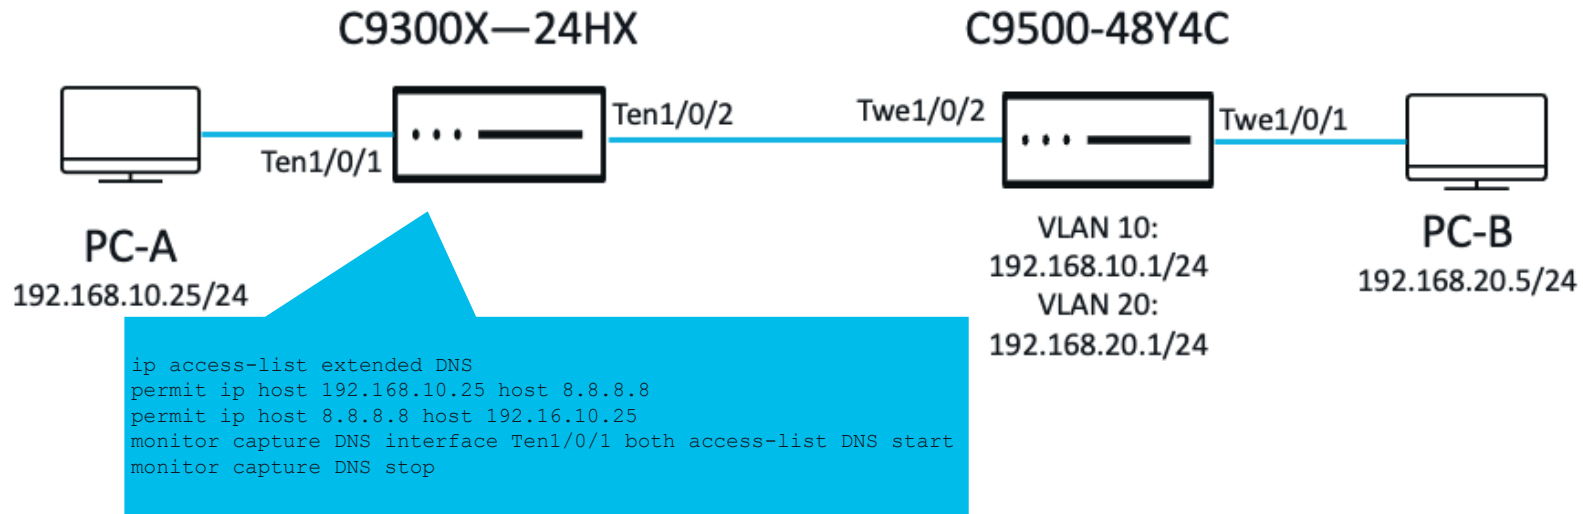 C9300X—24HX
C9500-48Y4C
Ten1/0/1
Ten1/0/2
Twe1/0/2
Twe1/0/1
PC-A
192.168.10.25/24
VLAN 10:
192.168.10.1/24
VLAN 20:
192.168.20.1/24
PC-B
192.168.20.5/24
ip access-list extended DNS
permit ip host 192.168.10.25 host 8.8.8.8
permit ip host 8.8.8.8 host 192.16.10.25
monitor capture DNS interface Ten1/0/1 both access-list DNS start
monitor capture DNS stop